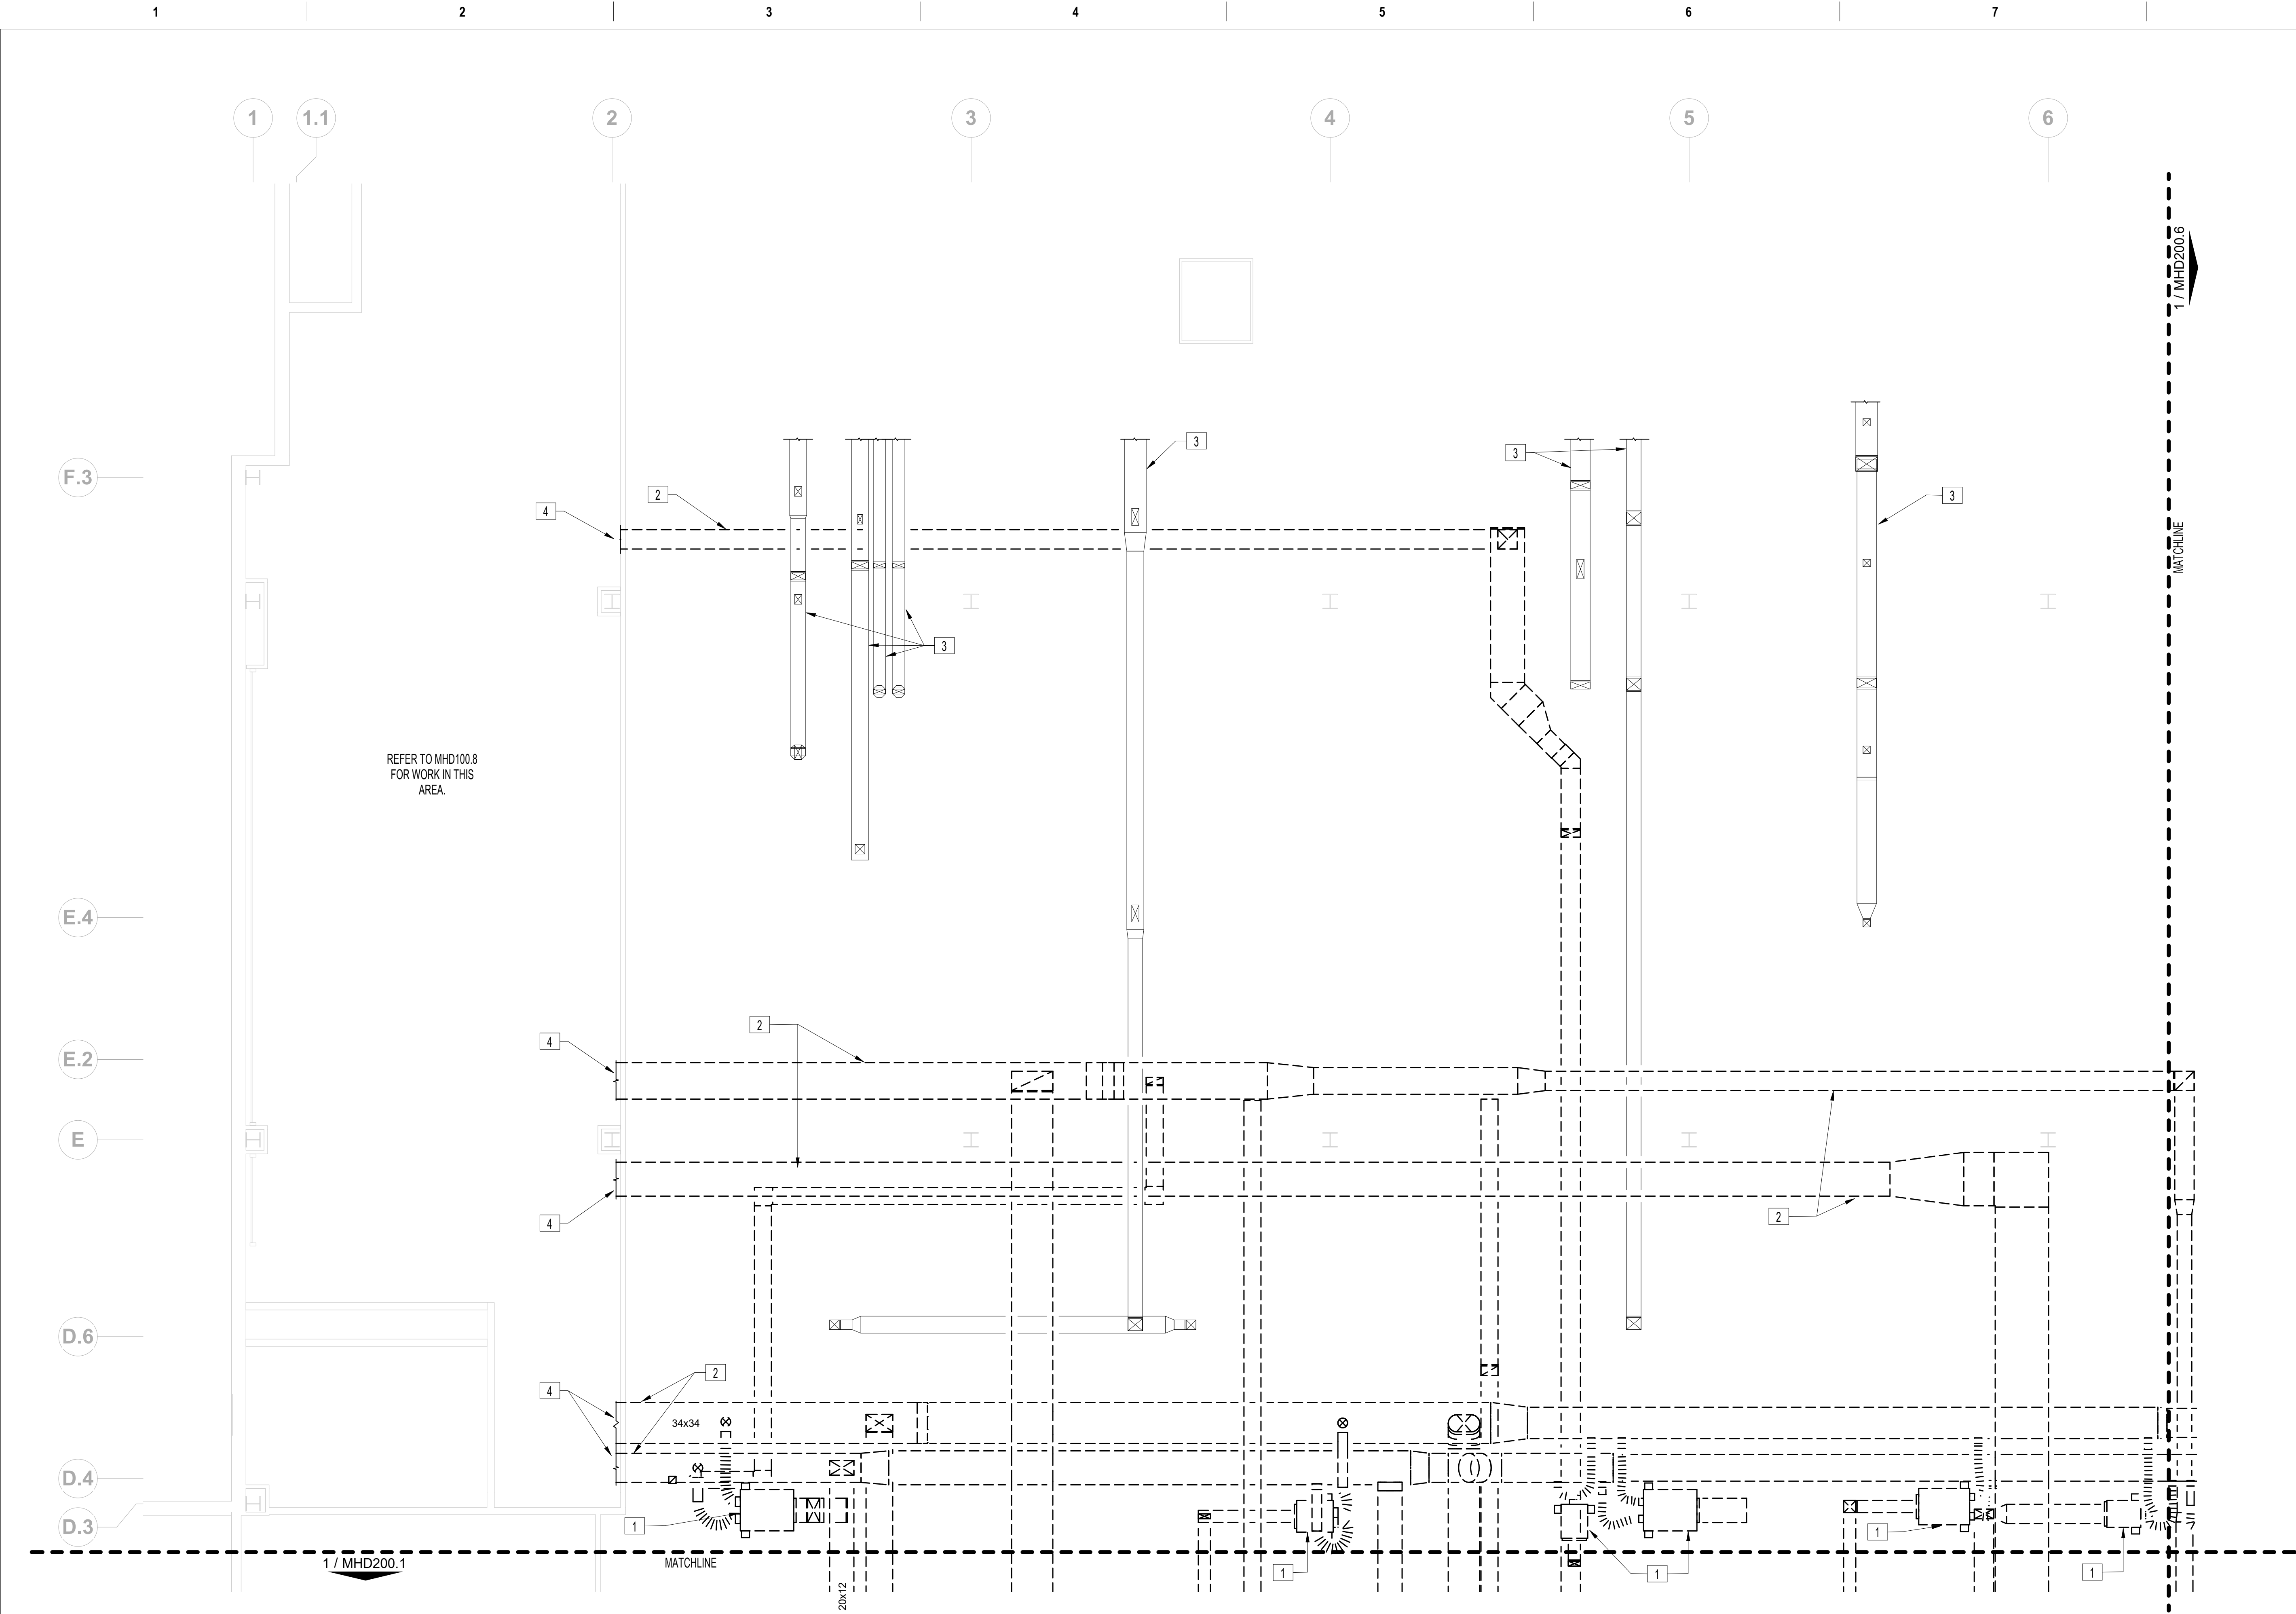 1 2 3 4 5 6 7
1 1.1 2 3 4 5 6
1 / MHD200.6
3
3
F.3
2
3
4
MATCHLINE
3
REFER TO MHD100.8
FOR WORK IN THIS
AREA.
E.4
2
4
E.2
E
2
4
D.6
2
4
34x34
D.4
D.3
1
1
1 / MHD200.1
MATCHLINE
1
1
1
20x12